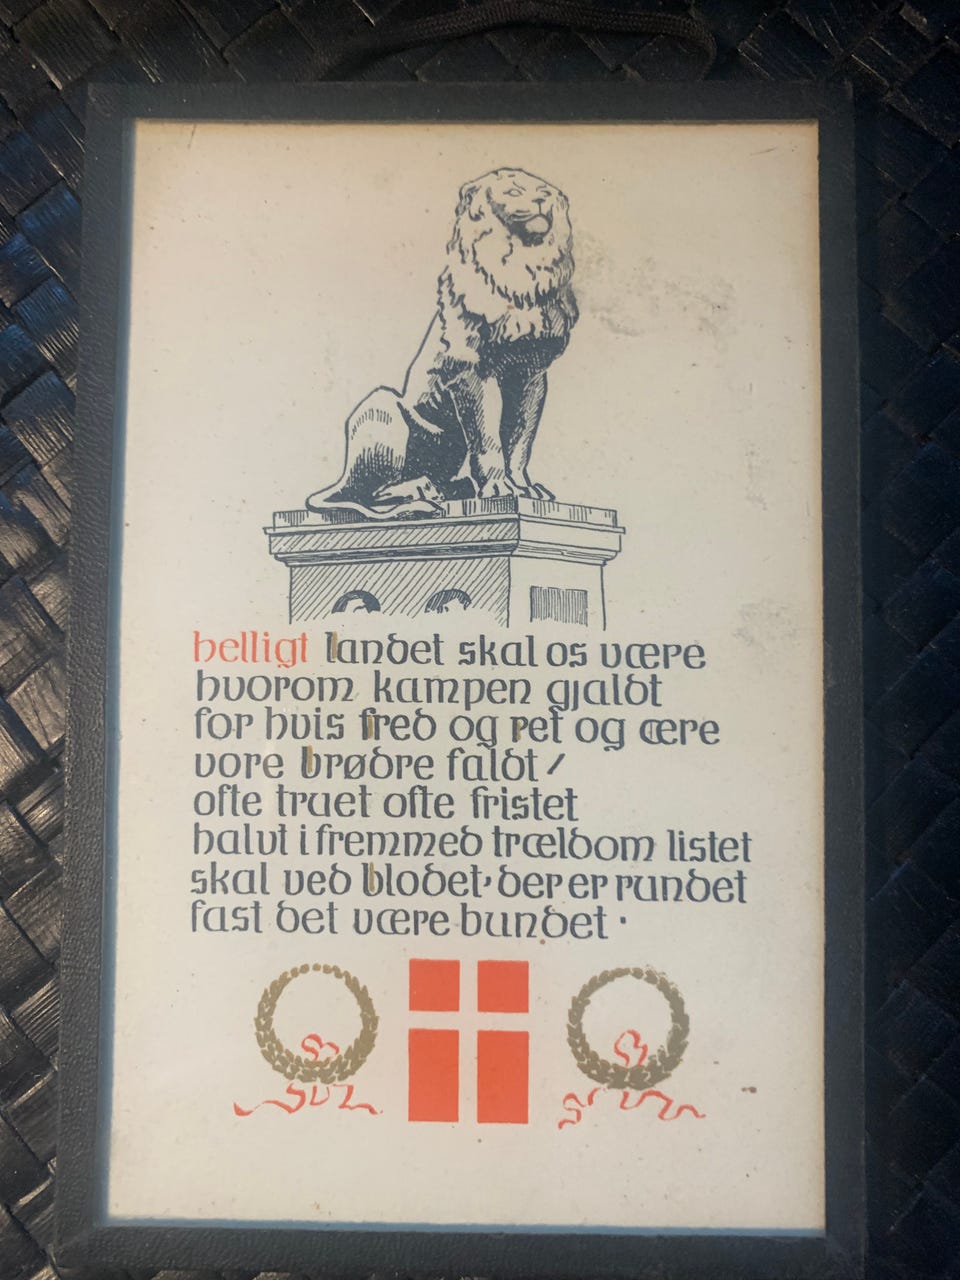 helligt landet skal os være
hvorom kampen gjaldt
for hvis fred og ret og ære
vore brødre faldt /
ofte truet ofte fristet
halvt i fremmed trældom listet
skal ved blodet· der er rundet
fast det være bundet ·